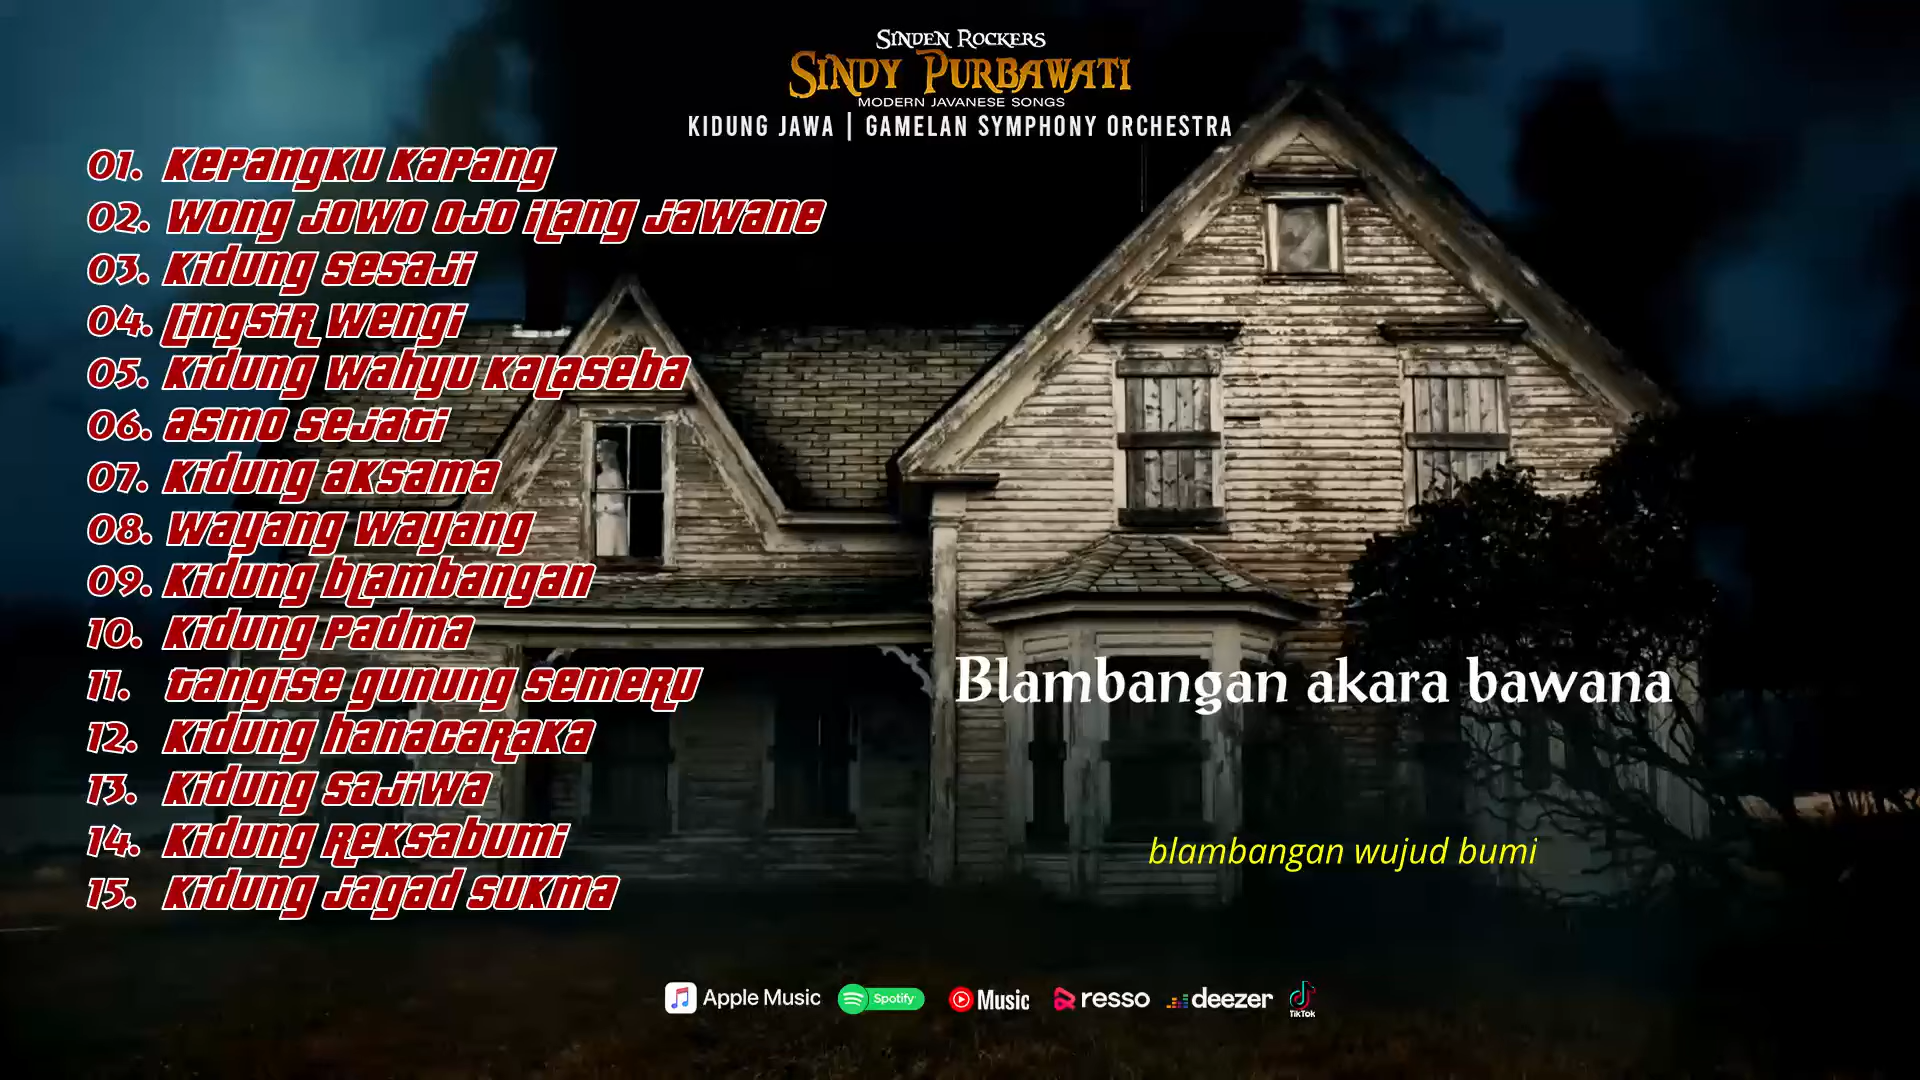 SINDEN ROCKERS
SINDY PURBAWATI
MODERN JAVANESE SONGS
KIDUNG JAWA | GAMELAN SYMPHONY ORCHESTRA
01. Kepangku Kapang
02. Wong Jowo Ojo Ilang Jawane
03. Kidung Sesaji
04. Lingsir Wengi
05. Kidung Wahyu Kalaseba
06. Asmo Sejati
07. Kidung Aksama
08. Wayang Wayang
09. Kidung Blambangan
10. Kidung Padma
11. Tangise Gunung Semeru
12. Kidung Hanacaraka
13. Kidung Sajiwa
14. Kidung Reksabumi
15. Kidung Jagad Sukma
Blambangan akara bawana
blambangan wujud bumi
Apple Music Spotify Music resso deezer TikTok